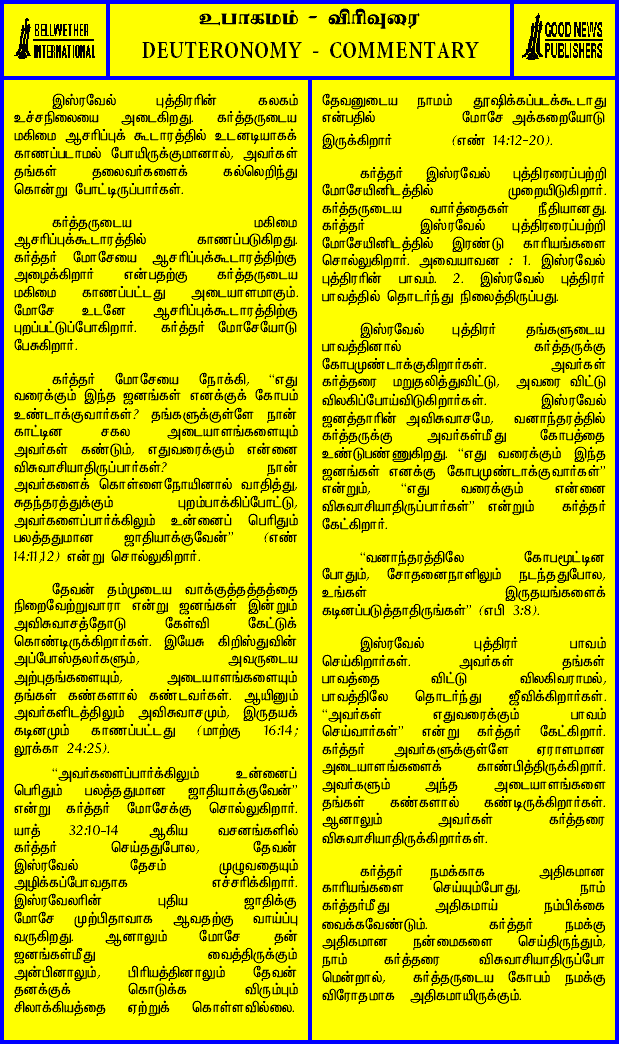 BELLWETHER
INTERNATIONAL
உபாகமம் - விரிவுரை
DEUTERONOMY - COMMENTARY
GOOD NEWS
PUBLISHERS
இஸ்ரவேல் புத்திரரின் கலகம்
உச்சநிலையை அடைகிறது. கர்த்தருடைய
மகிமை ஆசரிப்புக் கூடாரத்தில் உடனடியாகக்
காணப்படாமல் போயிருக்குமானால், அவர்கள்
தங்கள் தலைவர்களைக் கல்லெறிந்து
கொன்று போட்டிருப்பார்கள்.
கர்த்தருடைய மகிமை
ஆசரிப்புக்கூடாரத்தில் காணப்படுகிறது.
கர்த்தர் மோசேயை ஆசரிப்புக்கூடாரத்திற்கு
அழைக்கிறார் என்பதற்கு கர்த்தருடைய
மகிமை காணப்பட்டது அடையாளமாகும்.
மோசே உடனே ஆசரிப்புக்கூடாரத்திற்கு
புறப்பட்டுப்போகிறார். கர்த்தர் மோசேயோடு
பேசுகிறார்.
கர்த்தர் மோசேயை நோக்கி, “எது
வரைக்கும் இந்த ஜனங்கள் எனக்குக் கோபம்
உண்டாக்குவார்கள்? தங்களுக்குள்ளே நான்
காட்டின சகல அடையாளங்களையும்
அவர்கள் கண்டும், எதுவரைக்கும் என்னை
விசுவாசியாதிருப்பார்கள்? நான்
அவர்களைக் கொள்ளைநோயினால் வாதித்து,
சுதந்தரத்துக்கும் புறம்பாக்கிப்போட்டு,
அவர்களைப்பார்க்கிலும் உன்னைப் பெரிதும்
பலத்ததுமான ஜாதியாக்குவேன்” (எண்
14:11,12) என்று சொல்லுகிறார்.
தேவன் தம்முடைய வாக்குத்தத்தத்தை
நிறைவேற்றுவாரா என்று ஜனங்கள் இன்றும்
அவிசுவாசத்தோடு கேள்வி கேட்டுக்
கொண்டிருக்கிறார்கள். இயேசு கிறிஸ்துவின்
அப்போஸ்தலர்களும், அவருடைய
அற்புதங்களையும், அடையாளங்களையும்
தங்கள் கண்களால் கண்டவர்கள். ஆயினும்
அவர்களிடத்திலும் அவிசுவாசமும், இருதயக்
கடினமும் காணப்பட்டது (மாற்கு 16:14;
லூக்கா 24:25).
“அவர்களைப்பார்க்கிலும் உன்னைப்
பெரிதும் பலத்ததுமான ஜாதியாக்குவேன்”
என்று கர்த்தர் மோசேக்கு சொல்லுகிறார்.
யாத் 32:10-14 ஆகிய வசனங்களில்
கர்த்தர் செய்ததுபோல, தேவன்
இஸ்ரவேல் தேசம் முழுவதையும்
அழிக்கப்போவதாக எச்சரிக்கிறார்.
இஸ்ரவேலரின் புதிய ஜாதிக்கு
மோசே முற்பிதாவாக ஆவதற்கு வாய்ப்பு
வருகிறது. ஆனாலும் மோசே தன்
ஜனங்கள்மீது வைத்திருக்கும்
அன்பினாலும், பிரியத்தினாலும் தேவன்
தனக்குக் கொடுக்க விரும்பும்
சிலாக்கியத்தை ஏற்றுக் கொள்ளவில்லை.
தேவனுடைய நாமம் தூஷிக்கப்படக்கூடாது
என்பதில் மோசே அக்கறையோடு
இருக்கிறார் (எண் 14:12-20).
கர்த்தர் இஸ்ரவேல் புத்திரரைப்பற்றி
மோசேயினிடத்தில் முறையிடுகிறார்.
கர்த்தருடைய வார்த்தைகள் நீதியானது.
கர்த்தர் இஸ்ரவேல் புத்திரரைப்பற்றி
மோசேயினிடத்தில் இரண்டு காரியங்களை
சொல்லுகிறார். அவையாவன : 1. இஸ்ரவேல்
புத்திரரின் பாவம். 2. இஸ்ரவேல் புத்திரர்
பாவத்தில் தொடர்ந்து நிலைத்திருப்பது.
இஸ்ரவேல் புத்திரர் தங்களுடைய
பாவத்தினால் கர்த்தருக்கு
கோபமுண்டாக்குகிறார்கள். அவர்கள்
கர்த்தரை மறுதலித்துவிட்டு, அவரை விட்டு
விலகிப்போய்விடுகிறார்கள். இஸ்ரவேல்
ஜனத்தாரின் அவிசுவாசமே, வனாந்தரத்தில்
கர்த்தருக்கு அவர்கள்மீது கோபத்தை
உண்டுபண்ணுகிறது. “எது வரைக்கும் இந்த
ஜனங்கள் எனக்கு கோபமுண்டாக்குவார்கள்”
என்றும், “எது வரைக்கும் என்னை
விசுவாசியாதிருப்பார்கள்” என்றும் கர்த்தர்
கேட்கிறார்.
“வனாந்தரத்திலே கோபமூட்டின
போதும், சோதனைநாளிலும் நடந்ததுபோல,
உங்கள் இருதயங்களைக்
கடினப்படுத்தாதிருங்கள்” (எபி 3:8).
இஸ்ரவேல் புத்திரர் பாவம்
செய்கிறார்கள். அவர்கள் தங்கள்
பாவத்தை விட்டு விலகிவராமல்,
பாவத்திலே தொடர்ந்து ஜீவிக்கிறார்கள்.
“அவர்கள் எதுவரைக்கும் பாவம்
செய்வார்கள்” என்று கர்த்தர் கேட்கிறார்.
கர்த்தர் அவர்களுக்குள்ளே ஏராளமான
அடையாளங்களைக் காண்பித்திருக்கிறார்.
அவர்களும் அந்த அடையாளங்களை
தங்கள் கண்களால் கண்டிருக்கிறார்கள்.
ஆனாலும் அவர்கள் கர்த்தரை
விசுவாசியாதிருக்கிறார்கள்.
கர்த்தர் நமக்காக அதிகமான
காரியங்களை செய்யும்போது, நாம்
கர்த்தர்மீது அதிகமாய் நம்பிக்கை
வைக்கவேண்டும். கர்த்தர் நமக்கு
அதிகமான நன்மைகளை செய்திருந்தும்,
நாம் கர்த்தரை விசுவாசியாதிருப்போ
மென்றால், கர்த்தருடைய கோபம் நமக்கு
விரோதமாக அதிகமாயிருக்கும்.